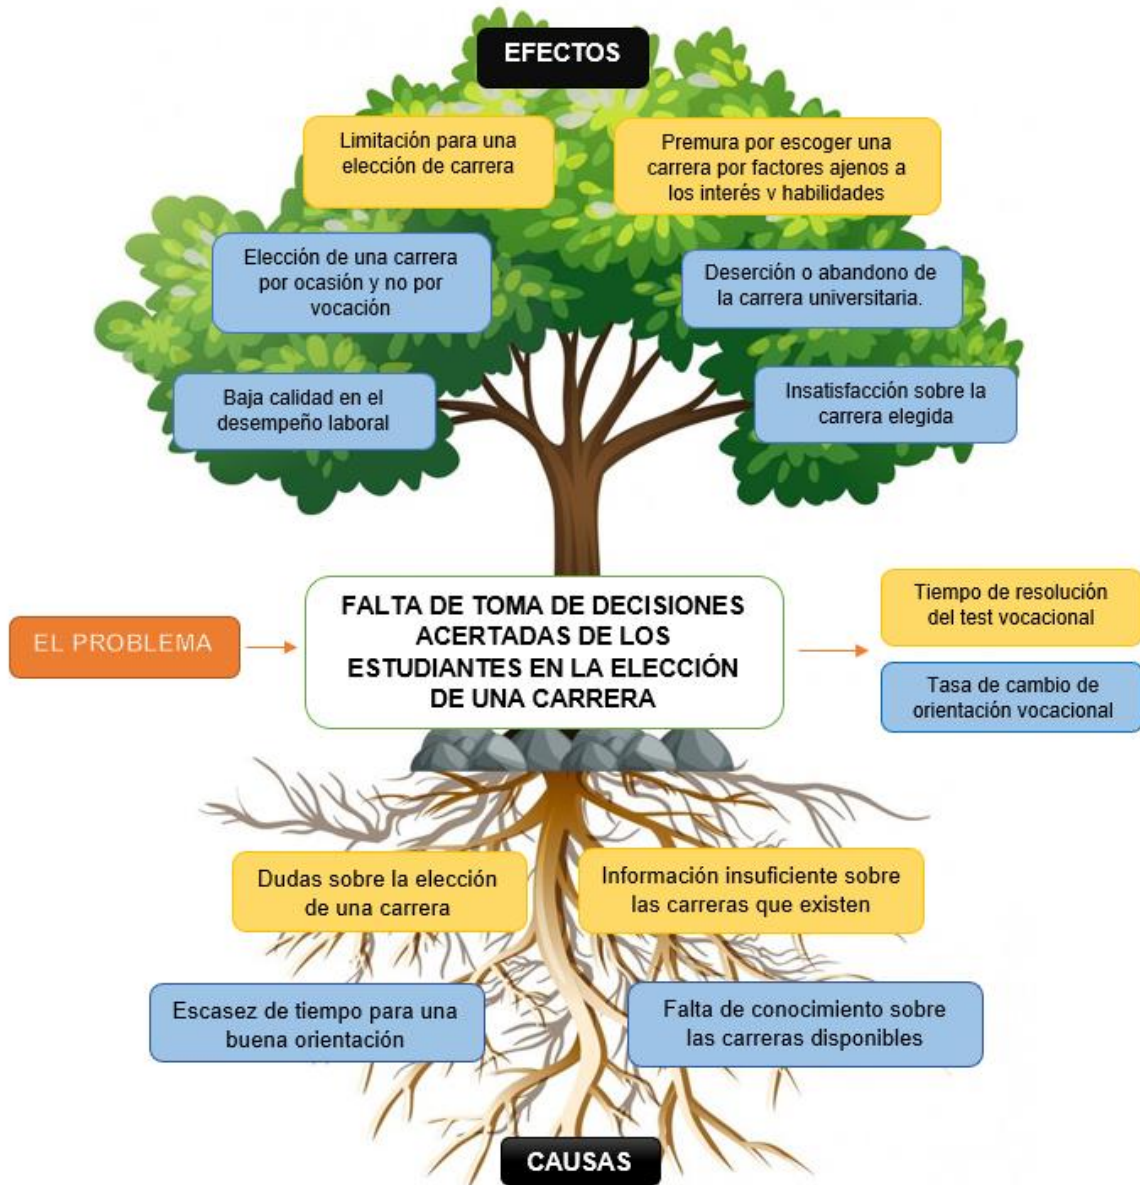 EFECTOS
Limitación para una
elección de carrera
Premura por escoger una
carrera por factores ajenos a
los interés v habilidades
Elección de una carrera
por ocasión y no por
vocación
Deserción o abandono de
la carrera universitaria.
Baja calidad en el
desempeño laboral
Insatisfacción sobre la
carrera elegida
EL PROBLEMA
FALTA DE TOMA DE DECISIONES
ACERTADAS DE LOS
ESTUDIANTES EN LA ELECCIÓN
DE UNA CARRERA
Tiempo de resolución
del test vocacional
Tasa de cambio de
orientación vocacional
Dudas sobre la elección
de una carrera
Información insuficiente sobre
las carreras que existen
Escasez de tiempo para una
buena orientación
Falta de conocimiento sobre
las carreras disponibles
CAUSAS